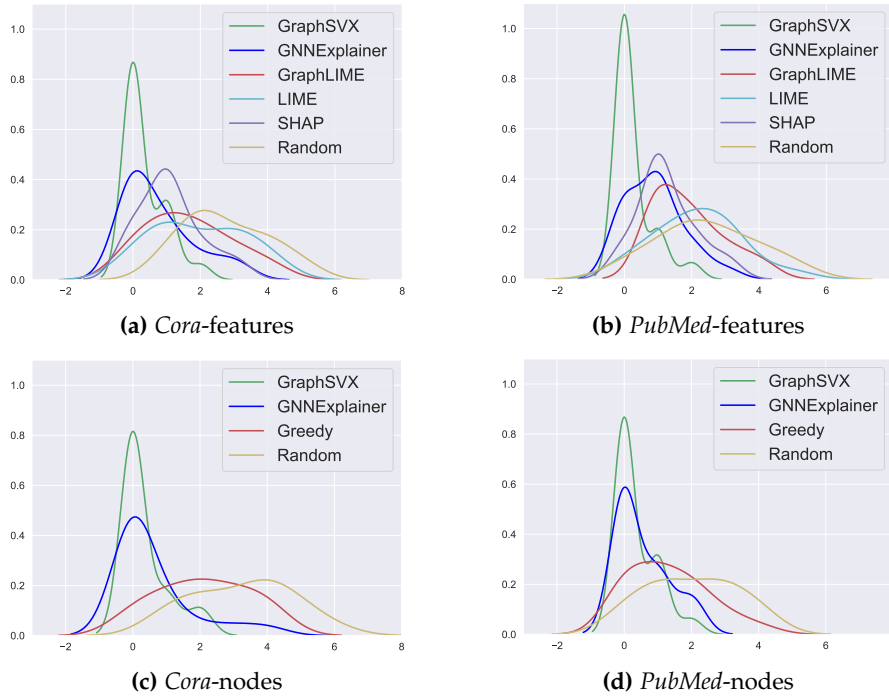 1.0
0.8
0.6
0.4
0.2
0.0
−2 0 2 4 6 8
GraphSVX
GNNExplainer
GraphLIME
LIME
SHAP
Random
(a) Cora-features
1.0
0.8
0.6
0.4
0.2
0.0
−2 0 2 4 6
GraphSVX
GNNExplainer
GraphLIME
LIME
SHAP
Random
(b) PubMed-features
1.0
0.8
0.6
0.4
0.2
0.0
−2 0 2 4 6 8
GraphSVX
GNNExplainer
Greedy
Random
(c) Cora-nodes
1.0
0.8
0.6
0.4
0.2
0.0
−2 0 2 4 6
GraphSVX
GNNExplainer
Greedy
Random
(d) PubMed-nodes